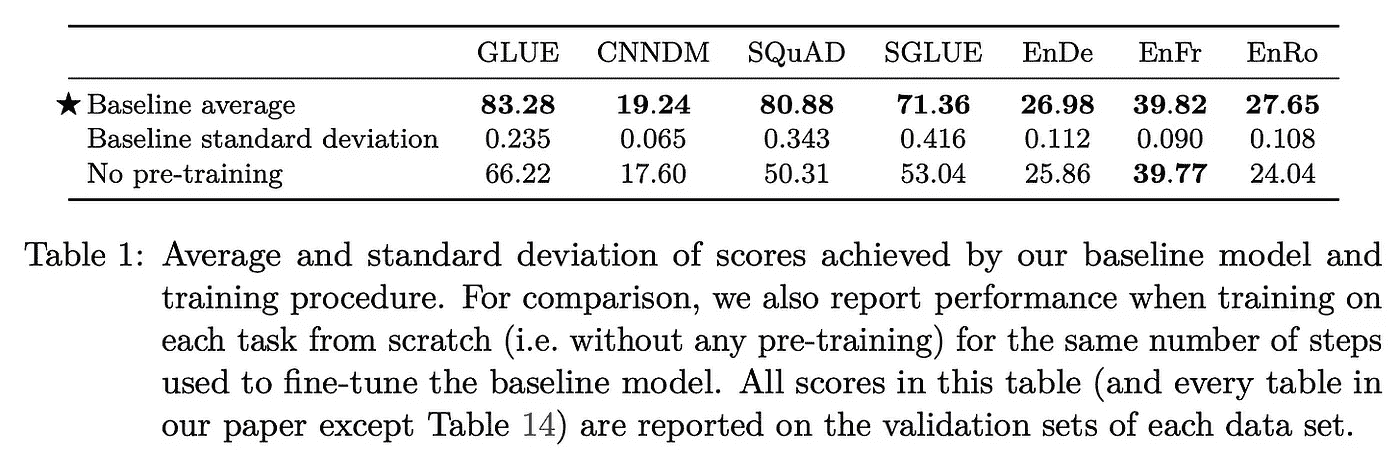 GLUE CNNDM SQuAD SGLUE EnDe EnFr EnRo
★ Baseline average 83.28 19.24 80.88 71.36 26.98 39.82 27.65
Baseline standard deviation 0.235 0.065 0.343 0.416 0.112 0.090 0.108
No pre-training 66.22 17.60 50.31 53.04 25.86 39.77 24.04
Table 1: Average and standard deviation of scores achieved by our baseline model and
training procedure. For comparison, we also report performance when training on
each task from scratch (i.e. without any pre-training) for the same number of steps
used to fine-tune the baseline model. All scores in this table (and every table in
our paper except Table 14) are reported on the validation sets of each data set.